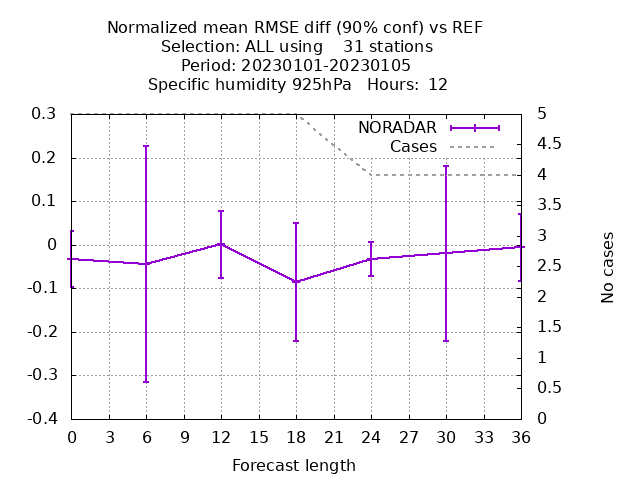 Normalized mean RMSE diff (90% conf) vs REF
Selection: ALL using    31 stations
Period: 20230101-20230105
Specific humidity 925hPa   Hours:  12
0.3
0.2
0.1
0
-0.1
-0.2
-0.3
-0.4
NORADAR
Cases
5
4.5
4
3.5
3
2.5
2
1.5
1
0.5
0
No cases
0 3 6 9 12 15 18 21 24 27 30 33 36
Forecast length